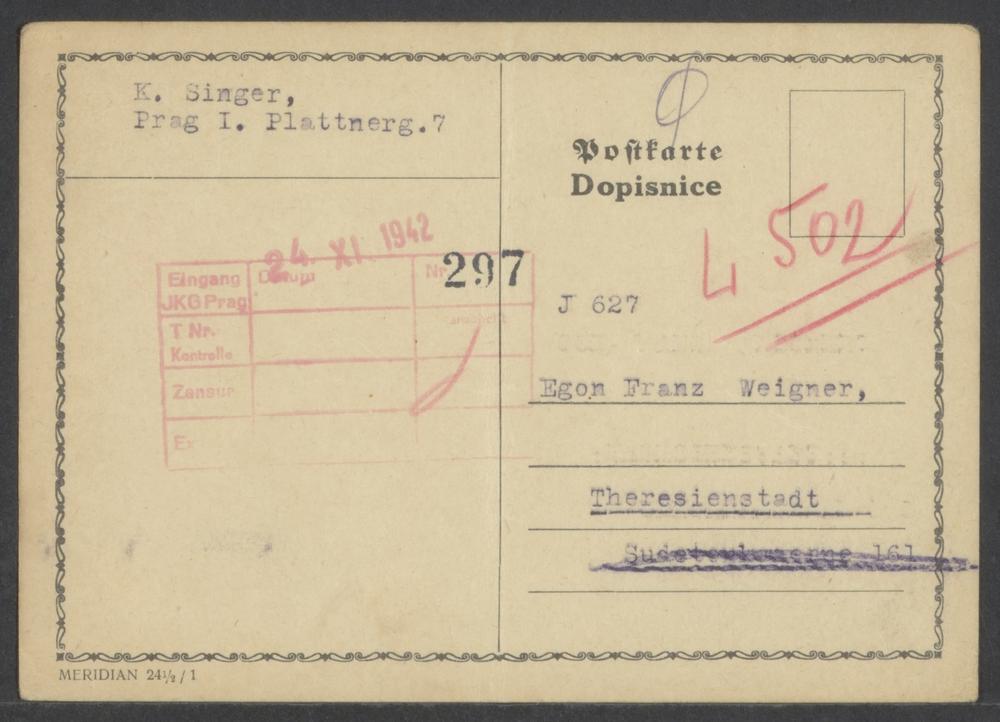 K. Singer,
Prag I. Plattnerg.7
Postkarte
Dopisnice
L 502
24. XI. 1942
Eingang
JKG Prag
Datum
Nr.
297
T Nr.
Kontrolle
Zensur
J 627
Egon Franz Weigner,
Theresienstadt
Sudetenkaserne 161
MERIDIAN 24½ / 1